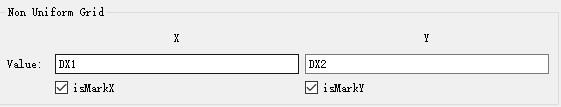 Non Uniform Grid
X Y
Value: DX1 DX2
isMarkX isMarkY